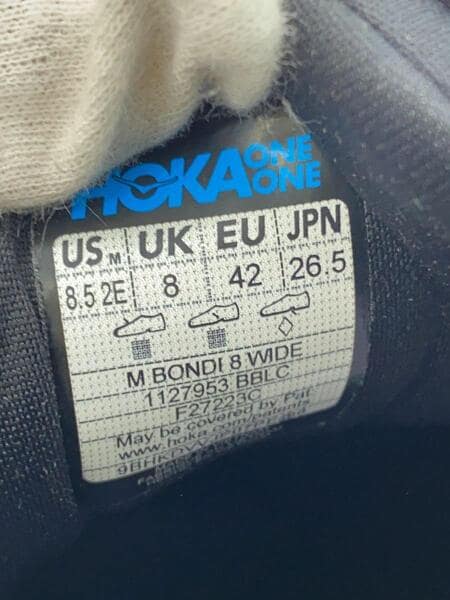 HOKA ONE ONE
US M UK EU JPN
8.5 2E 8 42 26.5
M BONDI 8 WIDE
1127953 BBLC
F27223C
May be covered by Pat
www.hoka.com/patents